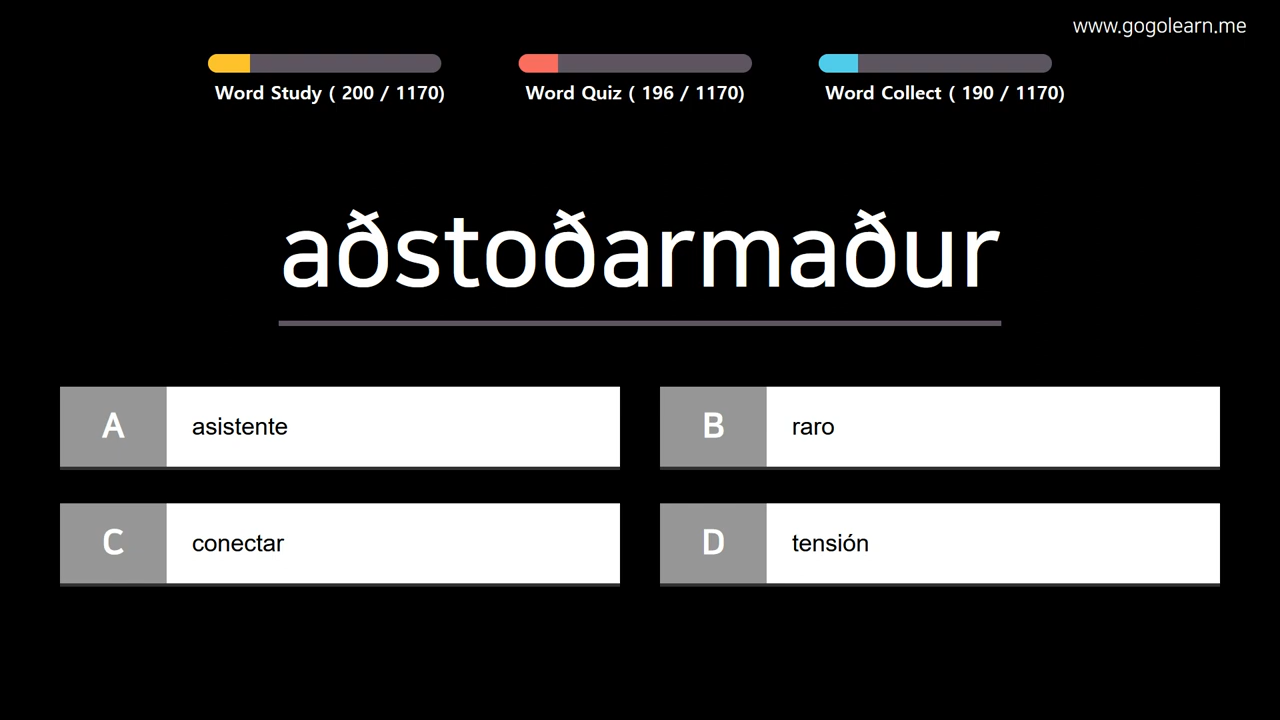 www.gogolearn.me
Word Study ( 200 / 1170)
Word Quiz ( 196 / 1170)
Word Collect ( 190 / 1170)
aðstoðarmaður
A asistente
B raro
C conectar
D tensión